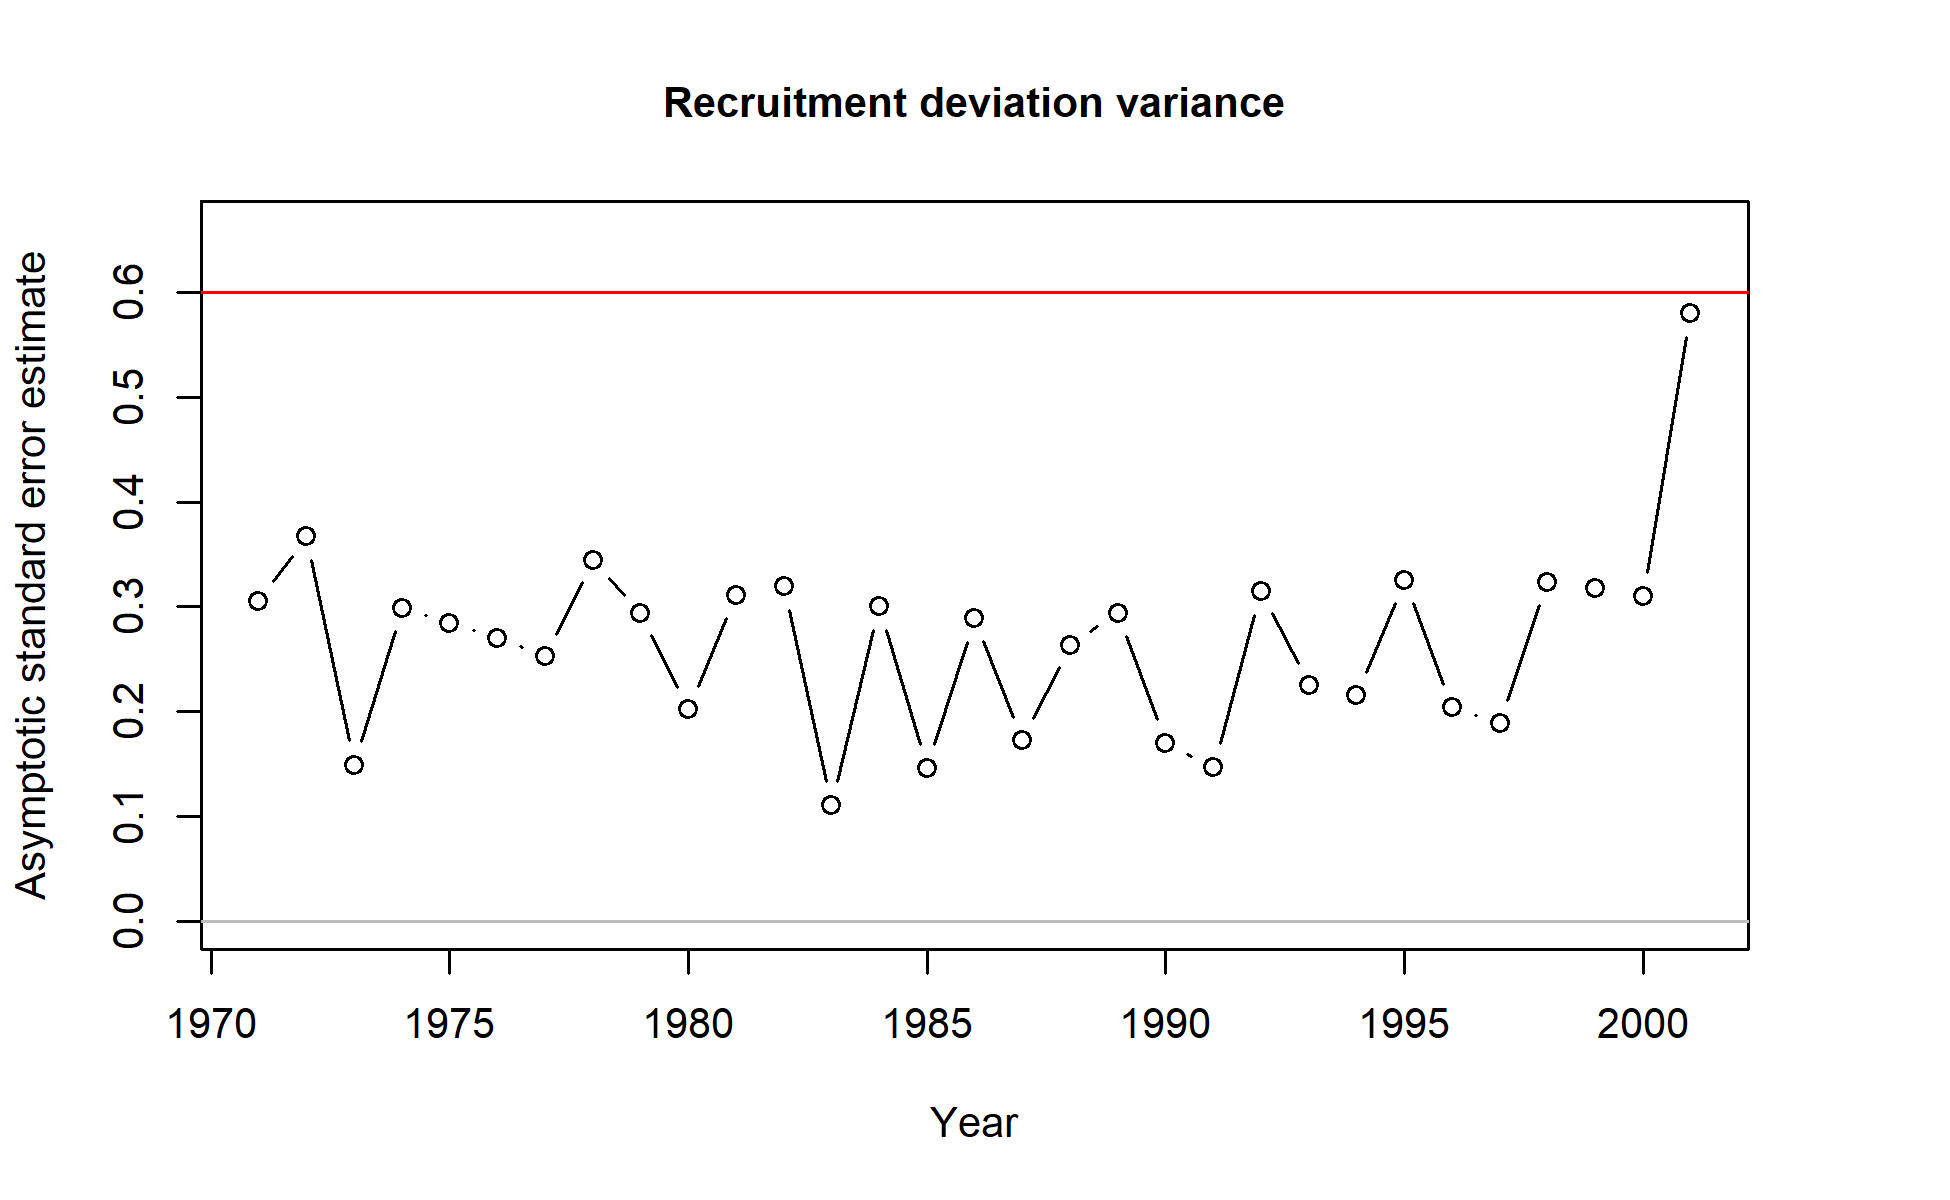 Recruitment deviation variance
Asymptotic standard error estimate
0.6
0.5
0.4
0.3
0.2
0.1
0.0
1970 1975 1980 1985 1990 1995 2000
Year